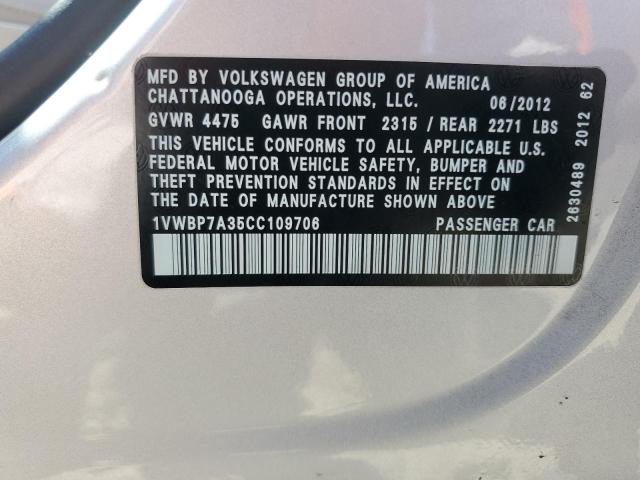 MFD BY VOLKSWAGEN GROUP OF AMERICA
CHATTANOOGA OPERATIONS, LLC. 06/2012
GVWR 4475 GAWR FRONT 2315 / REAR 2271 LBS
THIS VEHICLE CONFORMS TO ALL APPLICABLE U.S.
FEDERAL MOTOR VEHICLE SAFETY, BUMPER AND
THEFT PREVENTION STANDARDS IN EFFECT ON
THE DATE OF MANUFACTURE SHOWN ABOVE
1VWBP7A35CC109706 PASSENGER CAR
2630489 2012 62